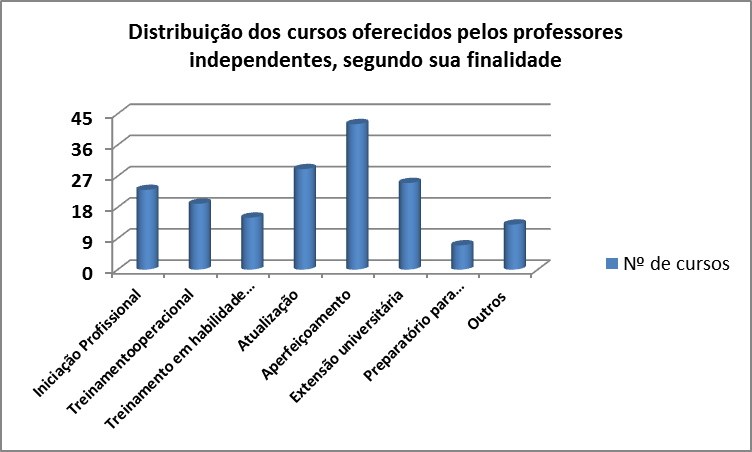 Distribuição dos cursos oferecidos pelos professores
independentes, segundo sua finalidade
45
36
27
18
9
0
Iniciação Profissional
Treinamentooperacional
Treinamento em habilidade...
Atualização
Aperfeiçoamento
Extensão universitária
Preparatório para...
Outros
Nº de cursos